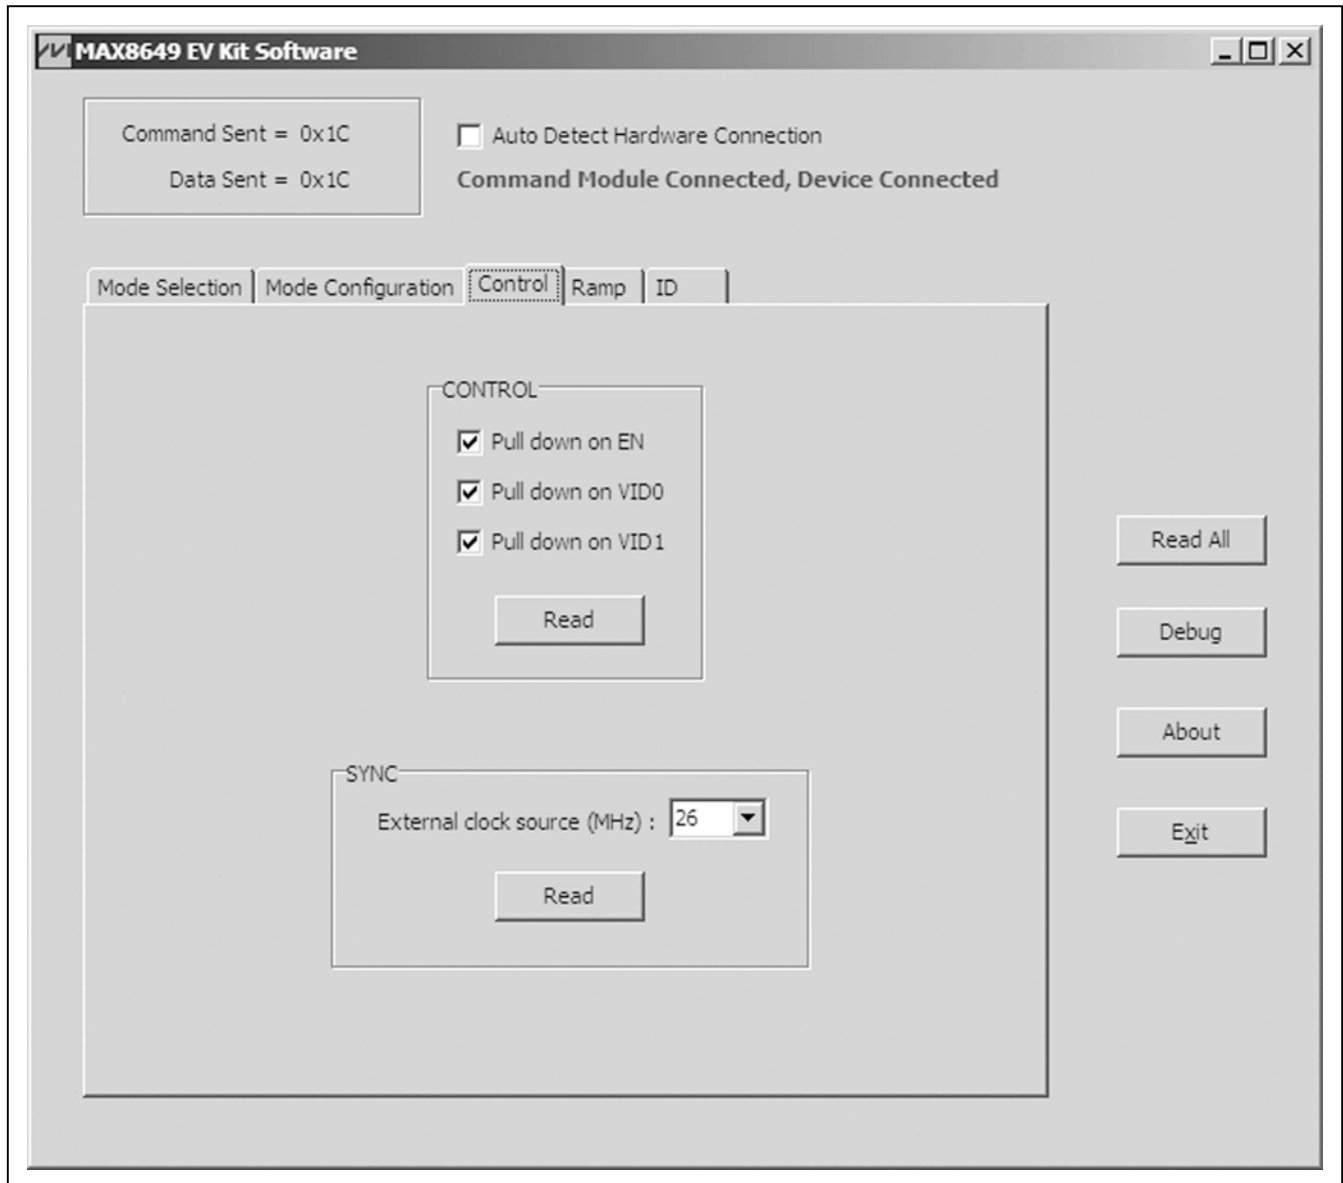 MAX8649 EV Kit Software
Command Sent = 0x1C
Data Sent = 0x1C
Auto Detect Hardware Connection
Command Module Connected, Device Connected
Mode Selection
Mode Configuration
Control
Ramp
ID
CONTROL
Pull down on EN
Pull down on VID0
Pull down on VID1
Read
SYNC
External clock source (MHz) : 26
Read
Read All
Debug
About
Exit